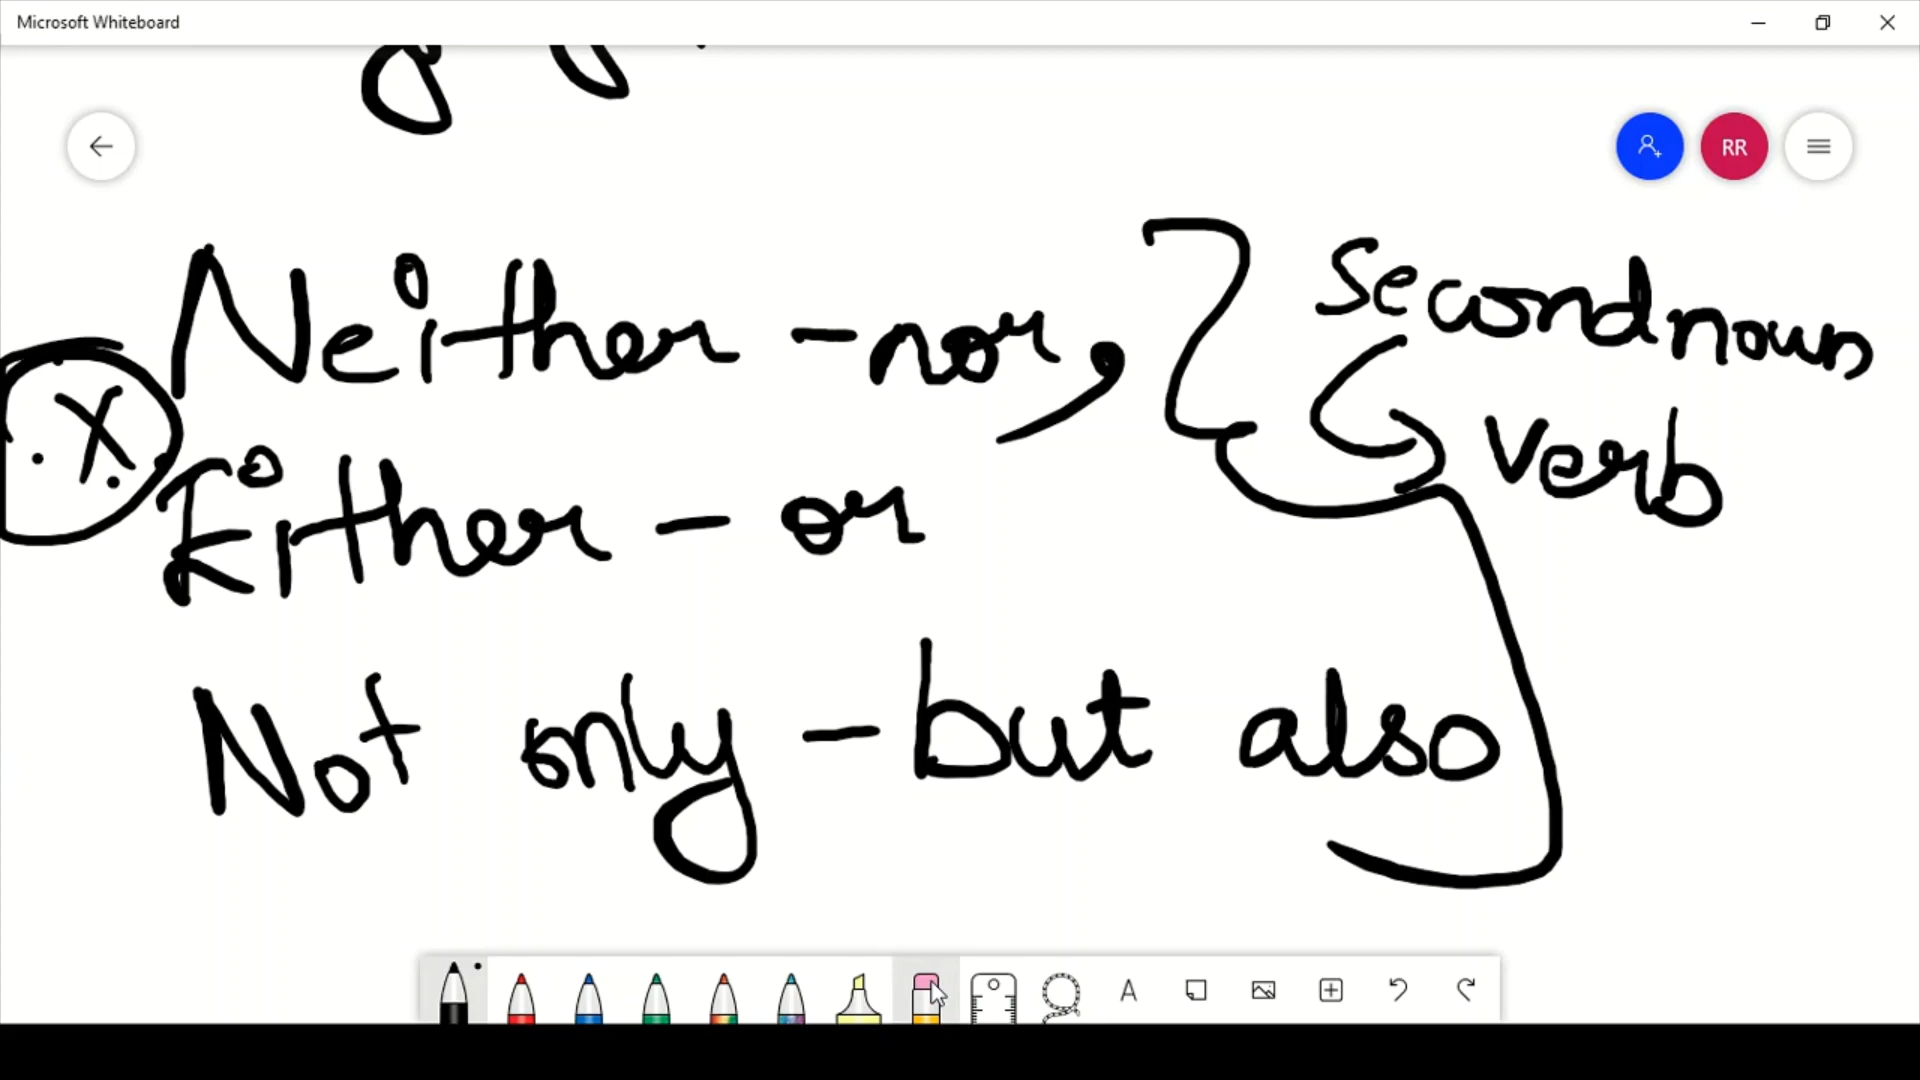 Microsoft Whiteboard
RR
Neither - nor,
second noun
verb
X
Either - or
Not only - but also